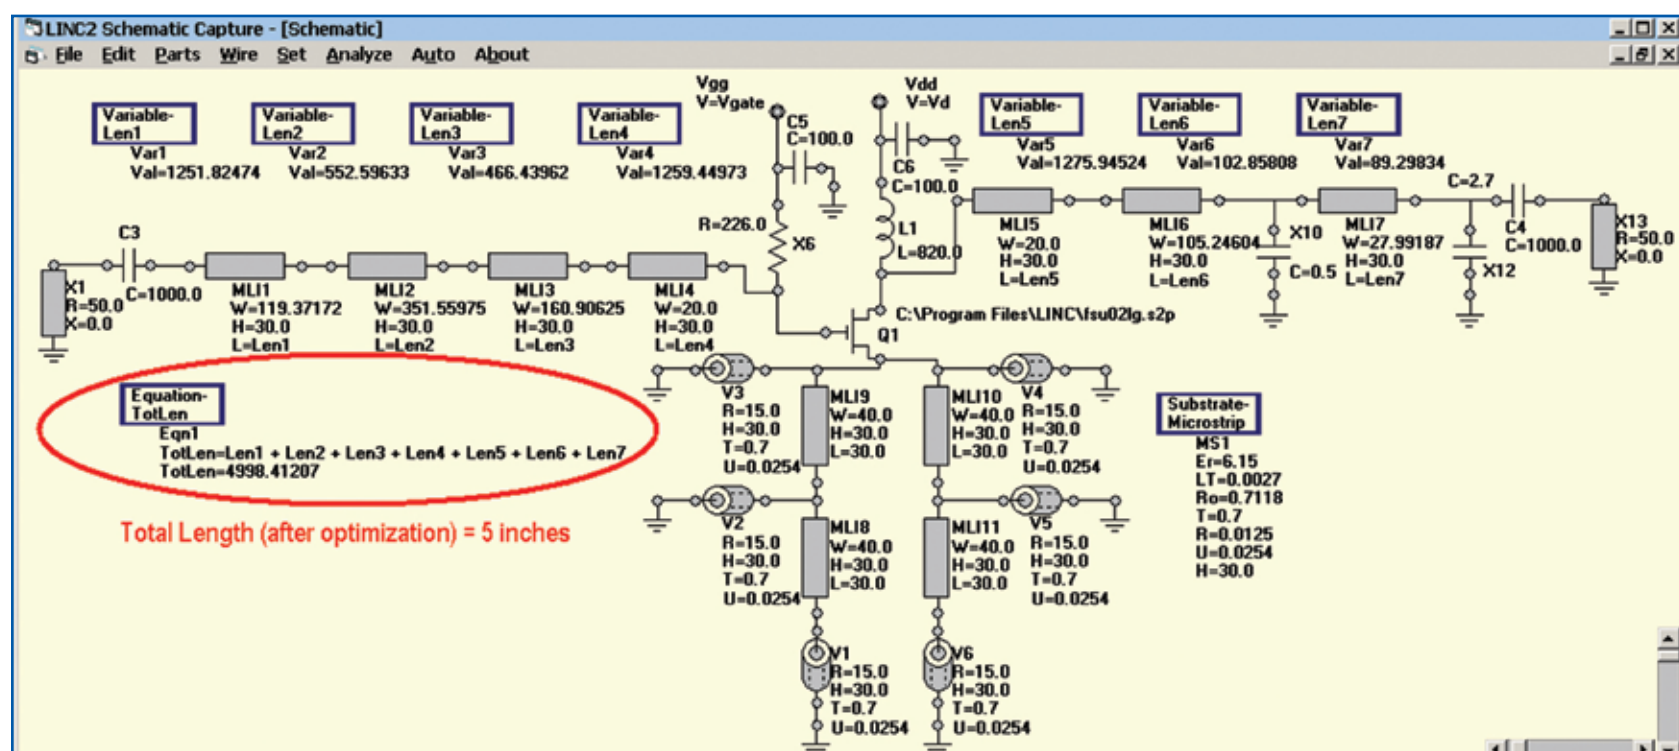 LINC2 Schematic Capture - [Schematic]
File Edit Parts Wire Set Analyze Auto About
Variable-
Len1
Var1
Val=1251.82474
Variable-
Len2
Var2
Val=552.59633
Variable-
Len3
Var3
Val=466.43962
Variable-
Len4
Var4
Val=1259.44973
Vgg
V=Vgate
C5
C=100.0
R=226.0
X6
Vdd
V=Vd
C6
C=100.0
L1
L=820.0
Variable-
Len5
Var5
Val=1275.94524
Variable-
Len6
Var6
Val=102.85808
Variable-
Len7
Var7
Val=89.29834
X1
R=50.0
X=0.0
C3
C=1000.0
MLI1
W=119.37172
H=30.0
L=Len1
MLI2
W=351.55975
H=30.0
L=Len2
MLI3
W=160.90625
H=30.0
L=Len3
MLI4
W=20.0
H=30.0
L=Len4
MLI5
W=20.0
H=30.0
L=Len5
MLI6
W=105.24604
H=30.0
L=Len6
X10
C=0.5
MLI7
W=27.99187
H=30.0
L=Len7
C=2.7
X12
C4
C=1000.0
X13
R=50.0
X=0.0
C:\Program Files\LINC\fsu02lg.s2p
Q1
Equation-
TotLen
Eqn1
TotLen=Len1 + Len2 + Len3 + Len4 + Len5 + Len6 + Len7
TotLen=4998.41207
Total Length (after optimization) = 5 inches
V3
R=15.0
H=30.0
T=0.7
U=0.0254
MLI9
W=40.0
H=30.0
L=30.0
MLI10
W=40.0
H=30.0
L=30.0
V4
R=15.0
H=30.0
T=0.7
U=0.0254
V2
R=15.0
H=30.0
T=0.7
U=0.0254
MLI8
W=40.0
H=30.0
L=30.0
MLI11
W=40.0
H=30.0
L=30.0
V5
R=15.0
H=30.0
T=0.7
U=0.0254
V1
R=15.0
H=30.0
T=0.7
U=0.0254
V6
R=15.0
H=30.0
T=0.7
U=0.0254
Substrate-
Microstrip
MS1
Er=6.15
LT=0.0027
Ro=0.7118
T=0.7
R=0.0125
U=0.0254
H=30.0